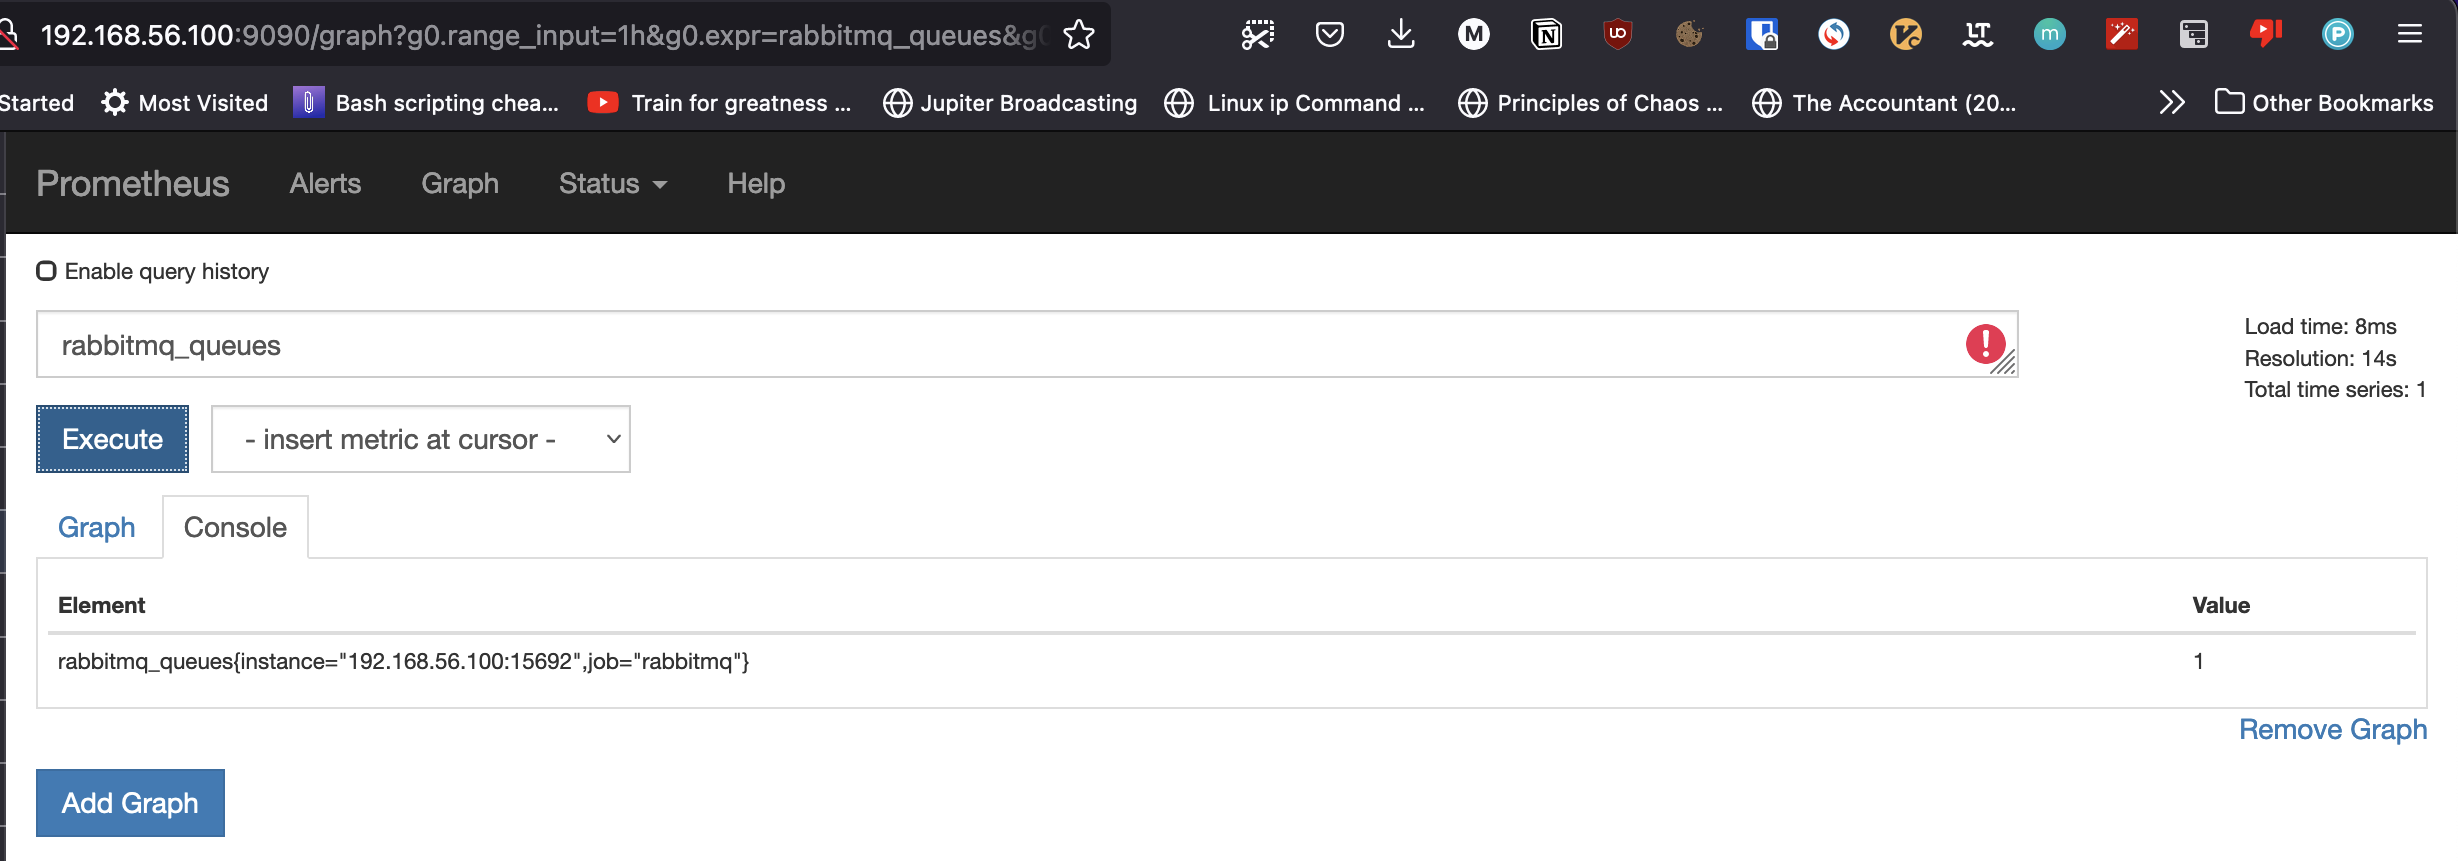 192.168.56.100:9090/graph?g0.range_input=1h&g0.expr=rabbitmq_queues&g0
M N UO LT m P
Started Most Visited Bash scripting chea... Train for greatness ... Jupiter Broadcasting Linux ip Command ... Principles of Chaos ... The Accountant (20... Other Bookmarks
Prometheus Alerts Graph Status Help
Enable query history
rabbitmq_queues
Load time: 8ms
Resolution: 14s
Total time series: 1
Execute - insert metric at cursor -
Graph Console
Element Value
rabbitmq_queues{instance="192.168.56.100:15692",job="rabbitmq"} 1
Remove Graph
Add Graph